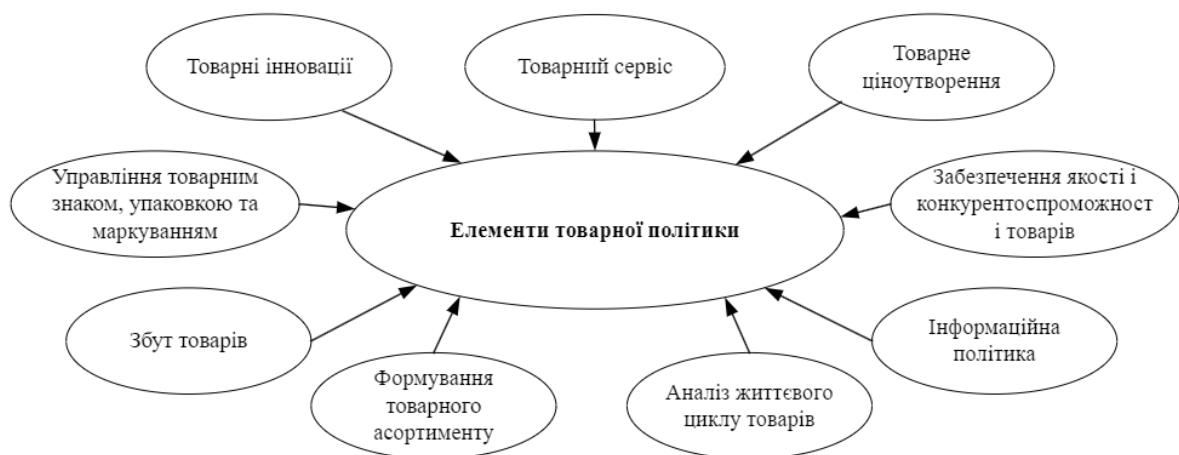 Товарні інновації
Товарний сервіс
Товарне
ціноутворення
Управління товарним
знаком, упаковкою та
маркуванням
Елементи товарної політики
Забезпечення якості і
конкурентоспроможност
і товарів
Збут товарів
Формування
товарного
асортименту
Аналіз життєвого
циклу товарів
Інформаційна
політика